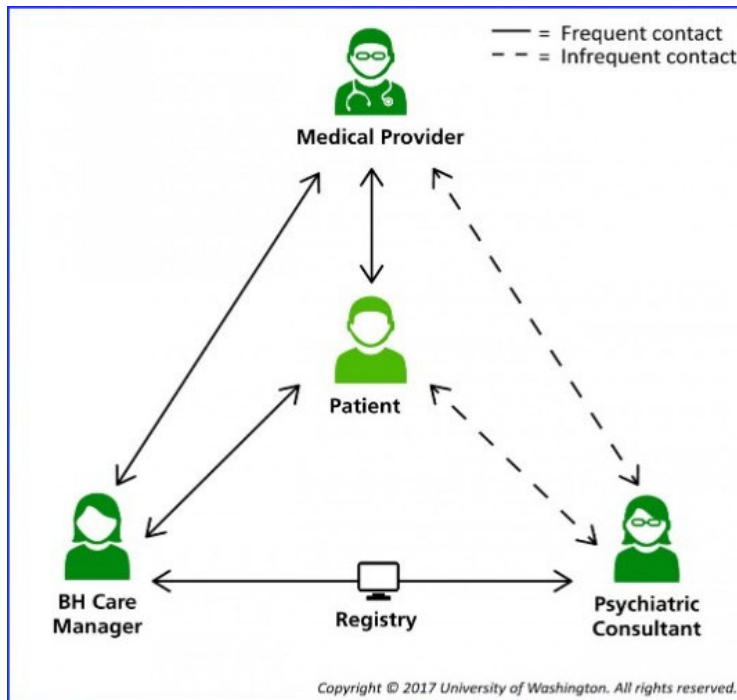 = Frequent contact
= Infrequent contact
Medical Provider
Patient
BH Care
Manager
Registry
Psychiatric
Consultant
Copyright © 2017 University of Washington. All rights reserved.